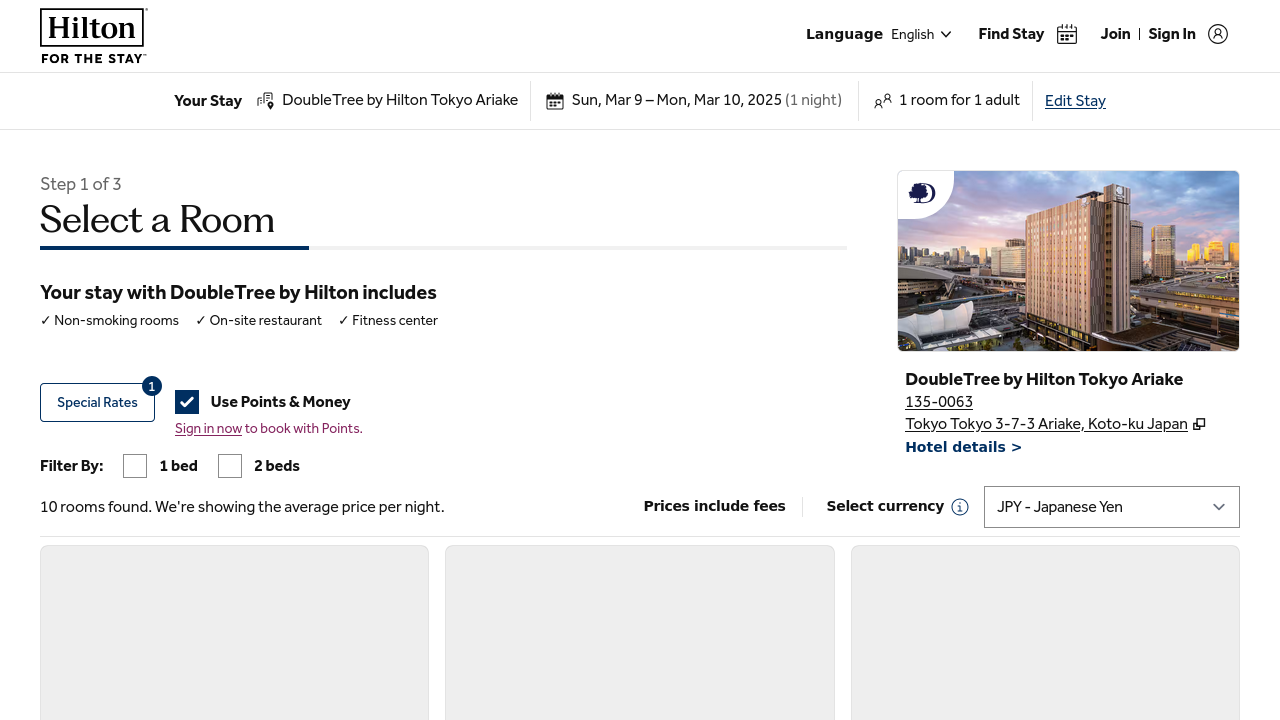 Hilton
FOR THE STAY
Language English
Find Stay
Join | Sign In
Your Stay
DoubleTree by Hilton Tokyo Ariake
Sun, Mar 9 – Mon, Mar 10, 2025 (1 night)
1 room for 1 adult
Edit Stay
Step 1 of 3
Select a Room
Your stay with DoubleTree by Hilton includes
✓ Non-smoking rooms ✓ On-site restaurant ✓ Fitness center
Special Rates 1
Use Points & Money
Sign in now to book with Points.
Filter By: 1 bed 2 beds
DoubleTree by Hilton Tokyo Ariake
135-0063
Tokyo Tokyo 3-7-3 Ariake, Koto-ku Japan
Hotel details >
10 rooms found. We're showing the average price per night.
Prices include fees
Select currency
JPY - Japanese Yen